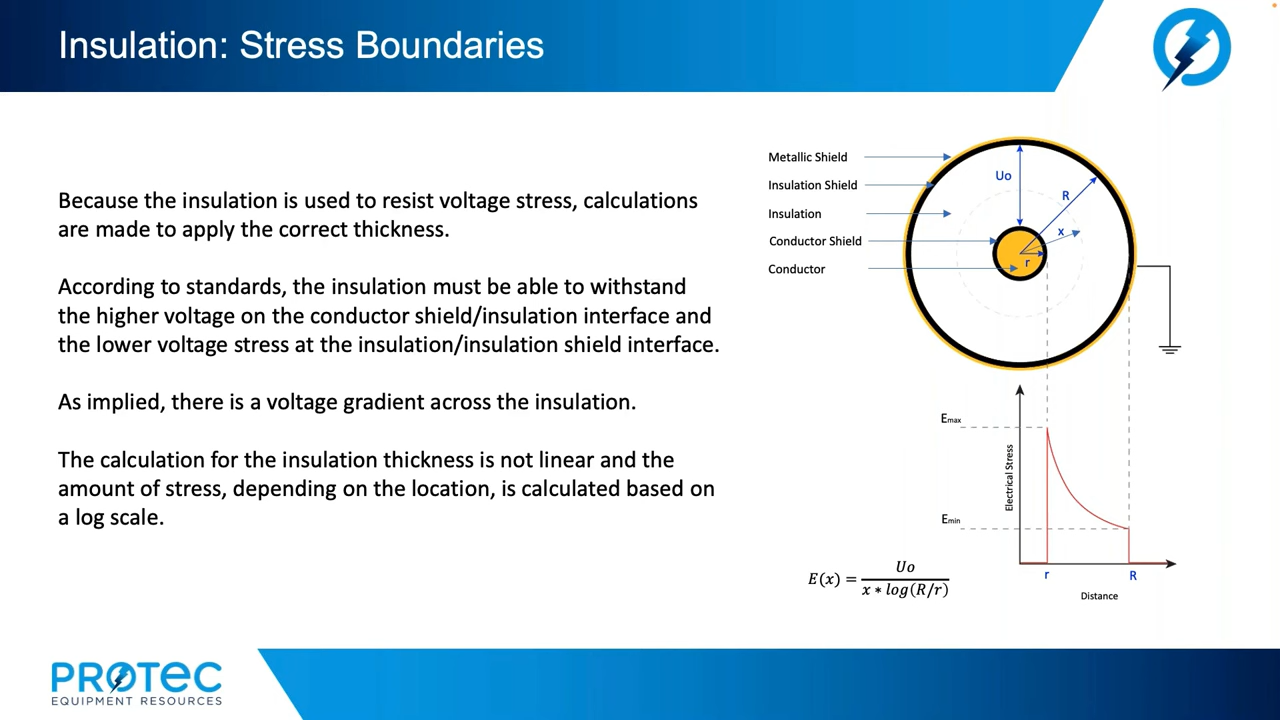 Insulation: Stress Boundaries
Because the insulation is used to resist voltage stress, calculations
are made to apply the correct thickness.
According to standards, the insulation must be able to withstand
the higher voltage on the conductor shield/insulation interface and
the lower voltage stress at the insulation/insulation shield interface.
As implied, there is a voltage gradient across the insulation.
The calculation for the insulation thickness is not linear and the
amount of stress, depending on the location, is calculated based on
a log scale.
Metallic Shield
Insulation Shield
Insulation
Conductor Shield
Conductor
Uo
R
x
r
Emax
Emin
Electrical Stress
r
R
Distance
E(x) = Uo / x * log(R/r)
PROTEC
EQUIPMENT RESOURCES